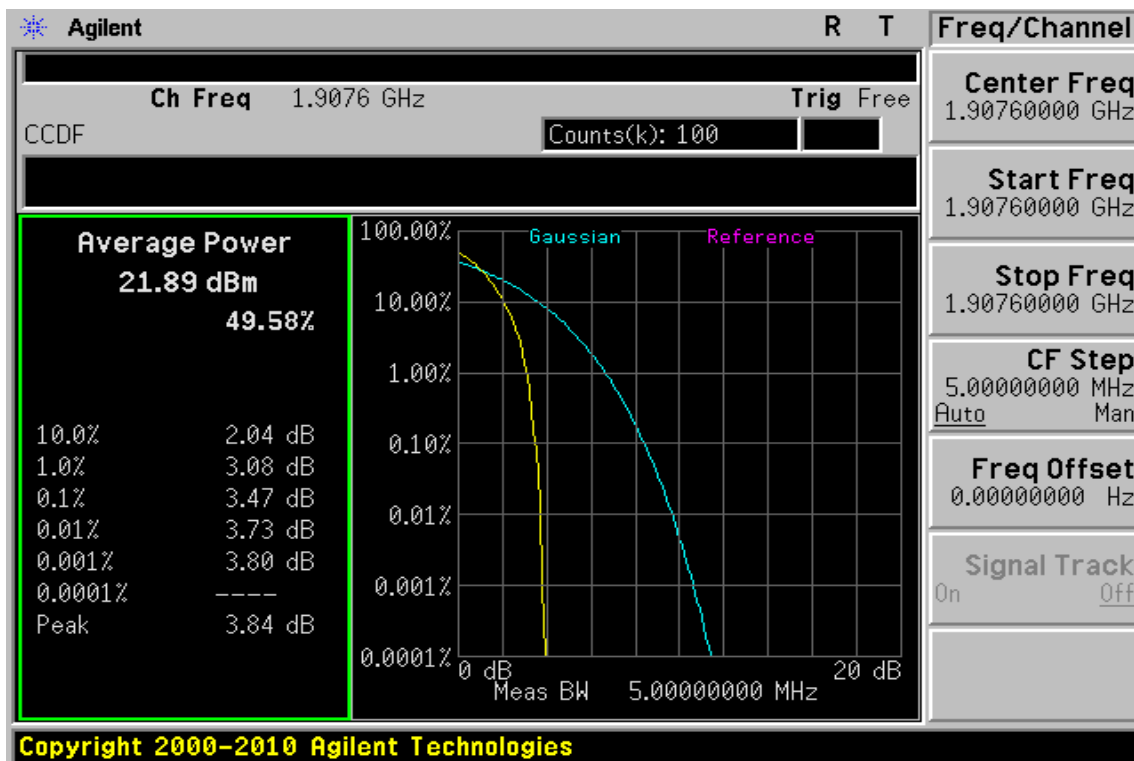 Agilent R T
Ch Freq 1.9076 GHz Trig Free
CCDF
Counts(k): 100
Average Power
21.89 dBm
49.58%
10.0% 2.04 dB
1.0% 3.08 dB
0.1% 3.47 dB
0.01% 3.73 dB
0.001% 3.80 dB
0.0001% ----
Peak 3.84 dB
Gaussian Reference
100.00%
10.00%
1.00%
0.10%
0.01%
0.001%
0.0001%
0 dB 20 dB
Meas BW 5.00000000 MHz
Freq/Channel
Center Freq
1.90760000 GHz
Start Freq
1.90760000 GHz
Stop Freq
1.90760000 GHz
CF Step
5.00000000 MHz
Auto Man
Freq Offset
0.00000000 Hz
Signal Track
On Off
Copyright 2000-2010 Agilent Technologies